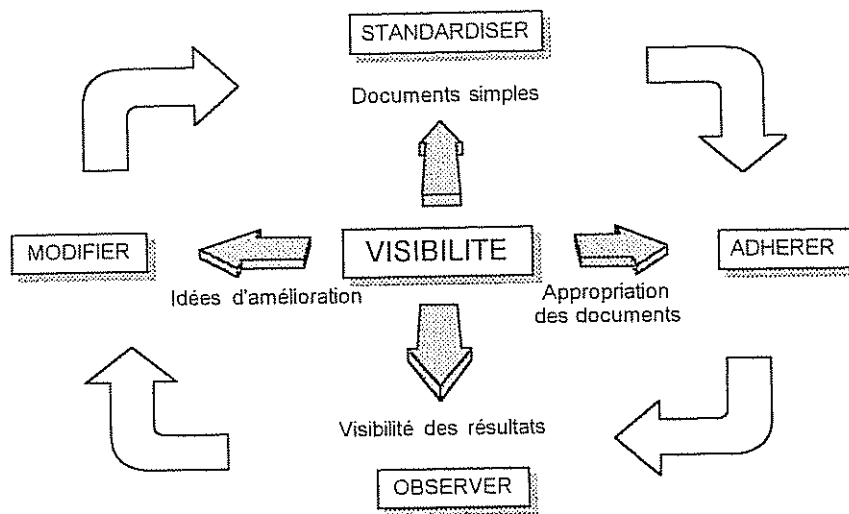 STANDARDISER
Documents simples
MODIFIER
VISIBILITE
ADHERER
Idées d'amélioration
Appropriation
des documents
Visibilité des résultats
OBSERVER